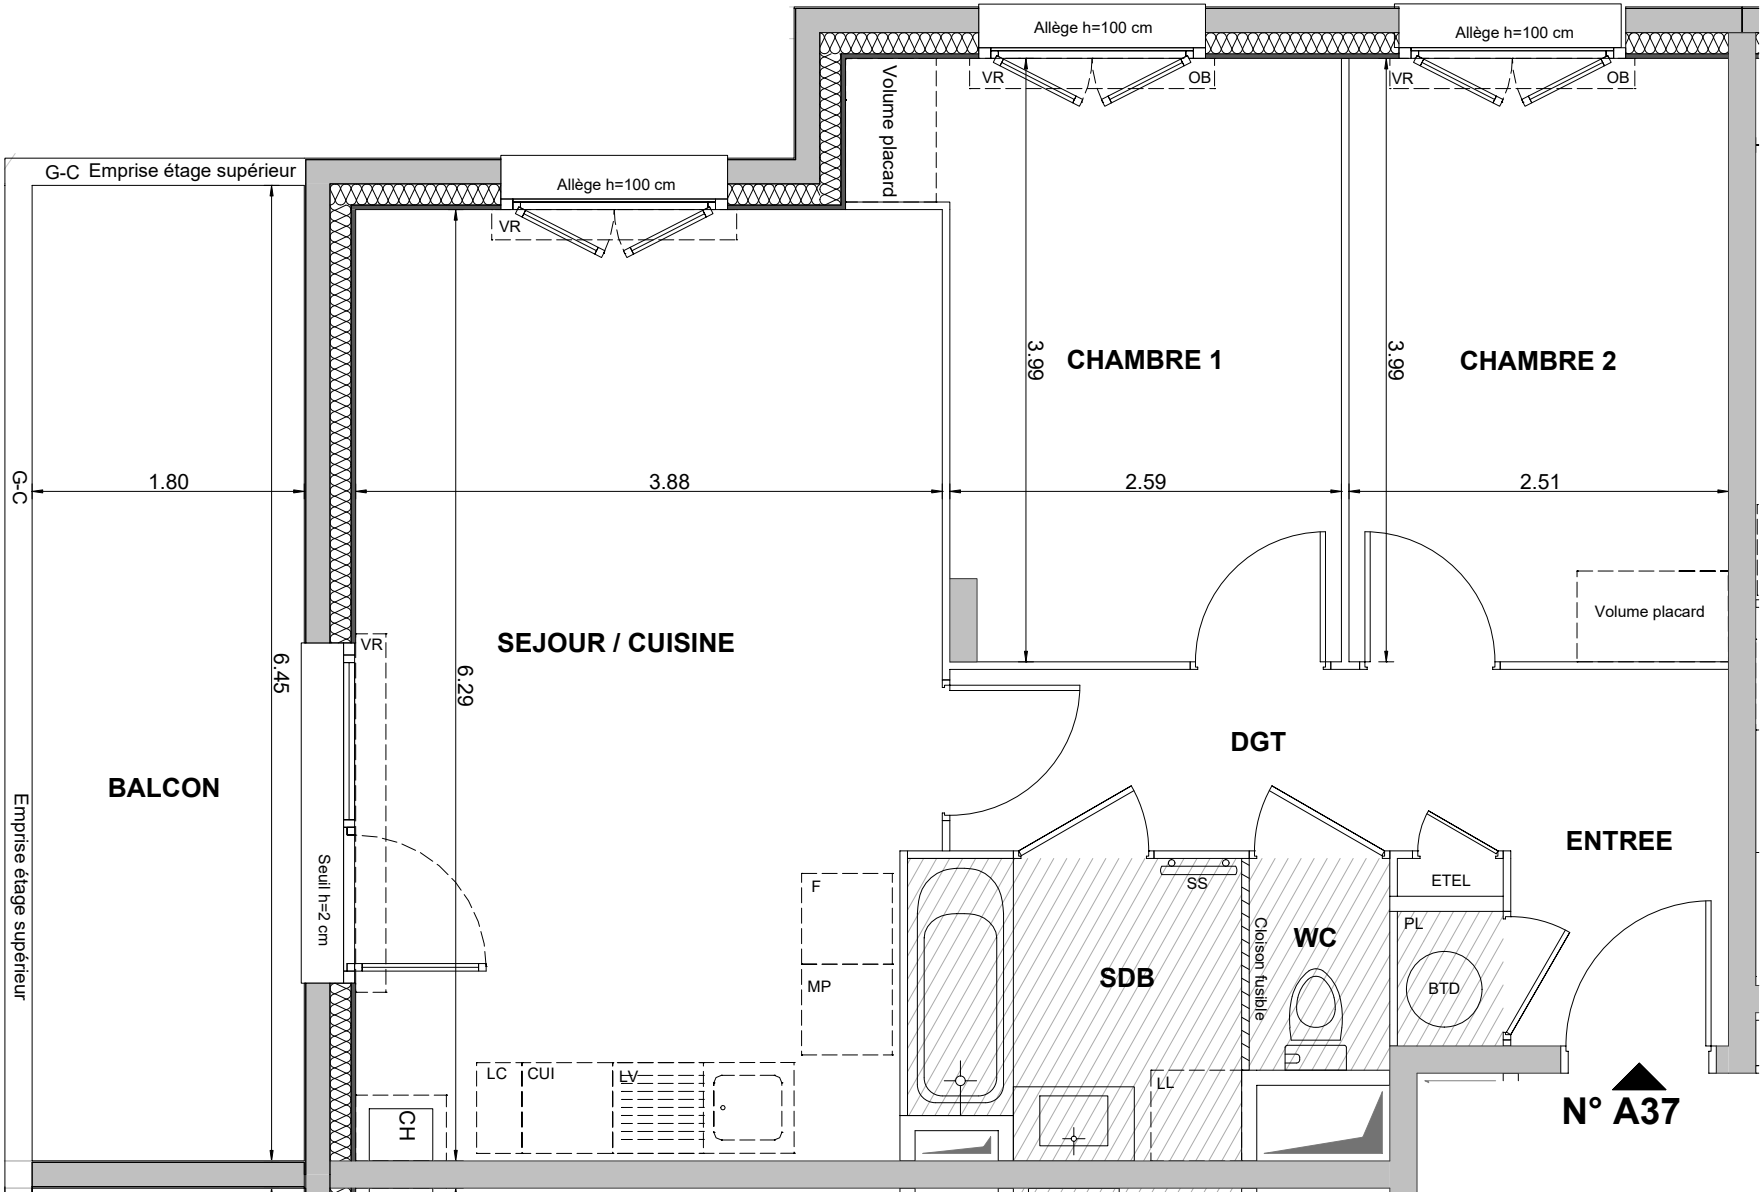 Allège h=100 cm
Allège h=100 cm
VR
OB
VR
OB
Volume placard
G-C Emprise étage supérieur
Allège h=100 cm
VR
3.99
CHAMBRE 1
3.99
CHAMBRE 2
G-C
1.80
3.88
2.59
2.51
Volume placard
SEJOUR / CUISINE
VR
6.45
6.29
DGT
BALCON
Emprise étage supérieur
Seuil h=2 cm
ENTREE
F
SS
ETEL
Cloison fusible
WC
PL
SDB
MP
BTD
LC
CUI
LV
LL
CH
N° A37